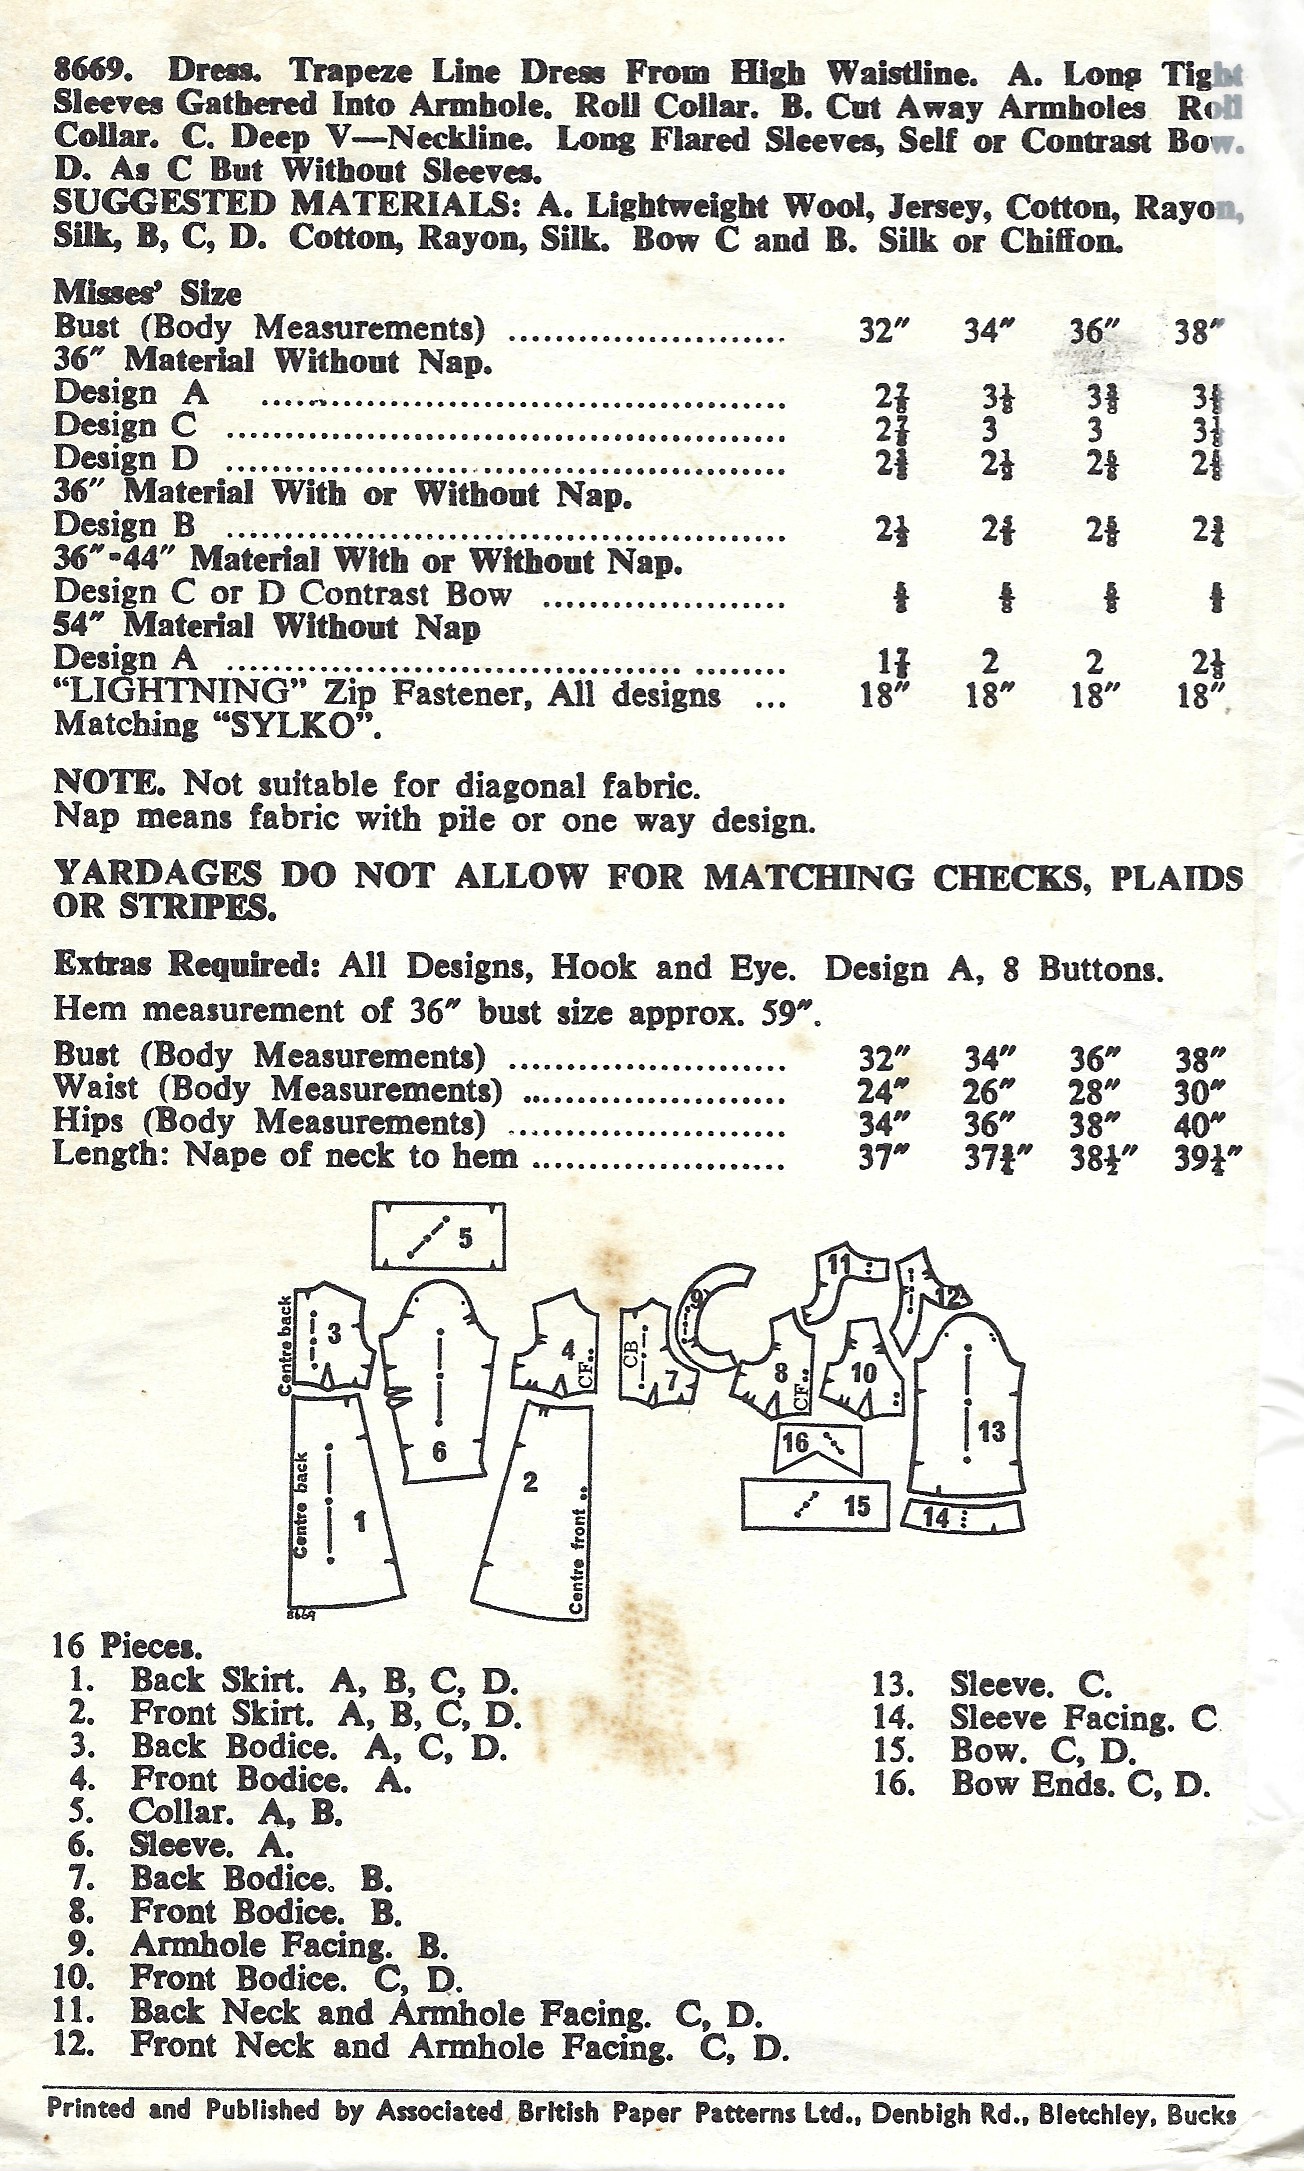 8669. Dress. Trapeze Line Dress From High Waistline. A. Long Tight
Sleeves Gathered Into Armhole. Roll Collar. B. Cut Away Armholes Roll
Collar. C. Deep V—Neckline. Long Flared Sleeves, Self or Contrast Bow.
D. As C But Without Sleeves.
SUGGESTED MATERIALS: A. Lightweight Wool, Jersey, Cotton, Rayon,
Silk, B, C, D. Cotton, Rayon, Silk. Bow C and B. Silk or Chiffon.
Misses' Size
Bust (Body Measurements) ............................ 32" 34" 36" 38"
36" Material Without Nap.
Design A ............................ 2⅞ 3⅛ 3⅜
Design C ............................ 2⅞ 3 3 3⅛
Design D ............................ 2½ 2⅝ 2⅝
36" Material With or Without Nap.
Design B ............................ 2½ 2⅝ 2¾
36"-44" Material With or Without Nap.
Design C or D Contrast Bow ............................ ⅝ ⅝ ⅝ ⅝
54" Material Without Nap
Design A ............................ 1⅞ 2 2 2⅛
"LIGHTNING" Zip Fastener, All designs ... 18" 18" 18" 18"
Matching "SYLKO".
NOTE. Not suitable for diagonal fabric.
Nap means fabric with pile or one way design.
YARDAGES DO NOT ALLOW FOR MATCHING CHECKS, PLAIDS
OR STRIPES.
Extras Required: All Designs, Hook and Eye. Design A, 8 Buttons.
Hem measurement of 36" bust size approx. 59".
Bust (Body Measurements) ............................ 32" 34" 36" 38"
Waist (Body Measurements) ............................ 24" 26" 28" 30"
Hips (Body Measurements) ............................ 34" 36" 38" 40"
Length: Nape of neck to hem ............................ 37" 37¾" 38½" 39¼"
5
Centre back
3
6
4
CF
CB
7
9
8
CF
11
12
10
13
14
16
15
Centre back
1
8669
2
Centre front
16 Pieces.
1. Back Skirt. A, B, C, D.
2. Front Skirt. A, B, C, D.
3. Back Bodice. A, C, D.
4. Front Bodice. A.
5. Collar. A, B.
6. Sleeve. A.
7. Back Bodice. B.
8. Front Bodice. B.
9. Armhole Facing. B.
10. Front Bodice. C, D.
11. Back Neck and Armhole Facing. C, D.
12. Front Neck and Armhole Facing. C, D.
13. Sleeve. C.
14. Sleeve Facing. C
15. Bow. C, D.
16. Bow Ends. C, D.
Printed and Published by Associated British Paper Patterns Ltd., Denbigh Rd., Bletchley, Bucks